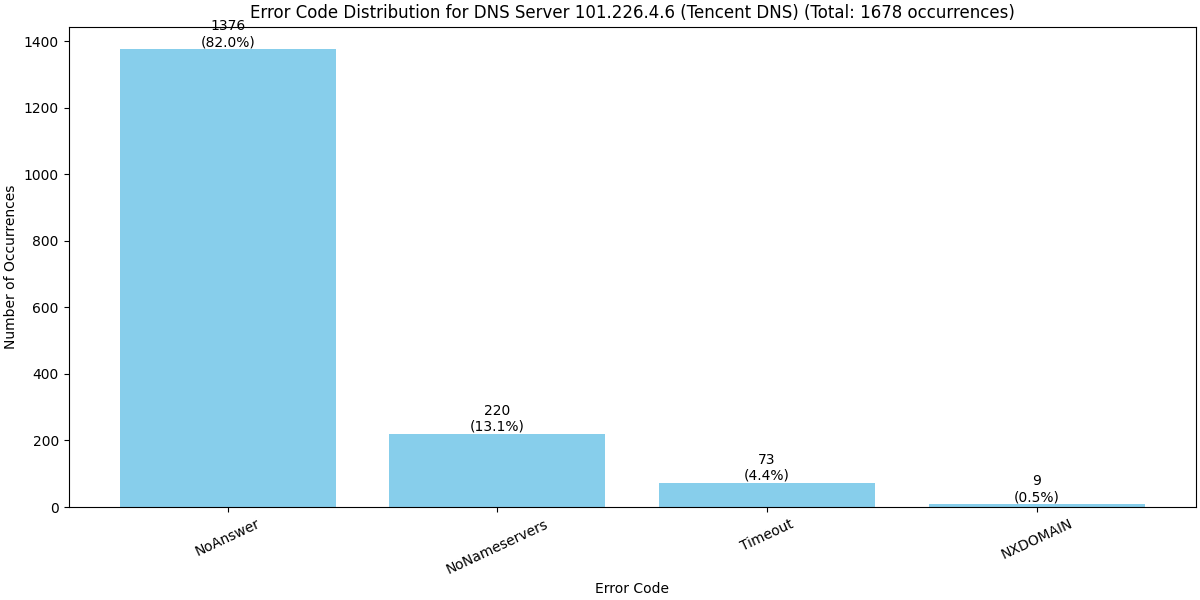 Error Code Distribution for DNS Server 101.226.4.6 (Tencent DNS) (Total: 1678 occurrences)
1376
(82.0%)
220
(13.1%)
73
(4.4%)
9
(0.5%)
1400
1200
1000
800
600
400
200
0
Number of Occurrences
NoAnswer
NoNameservers
Timeout
NXDOMAIN
Error Code